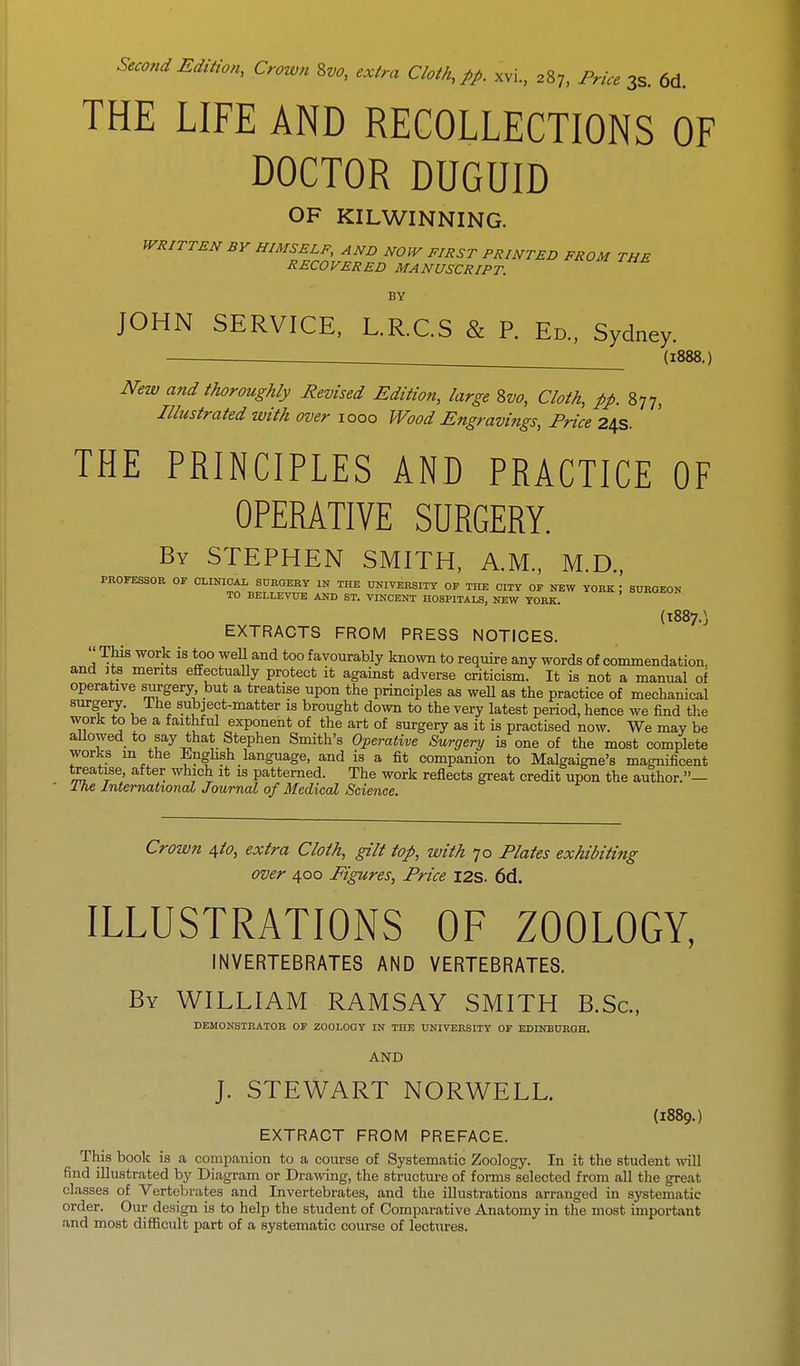 Second Edition, Crown 8vo, extra Cloth, pp. xvi., 287, Price 3s. 6d.
THE LIFE AND RECOLLECTIONS OF
DOCTOR DUGUID
OF KILWINNING.
WRITTEN BY HIMSELF, AND NOW FIRST PRINTED FROM THE
RECOVERED MANUSCRIPT.
BY
JOHN SERVICE, L.R.C.S & P. Ed., Sydney.
(1888.)
New and thoroughly Revised Edition, large 8vo, Cloth, pp. 877,
Illustrated with over 1000 Wood Engravings, Price 24s.
THE PRINCIPLES AND PRACTICE OF
OPERATIVE SURGERY.
By STEPHEN SMITH, A.M., M.D.,
PROFESSOR OF CLINICAL SURGERY IN THE UNIVERSITY OF THE CITY OF NEW YORK; SURGEON
TO BELLEVUE AND ST. VINCENT HOSPITALS, NEW YORK.
(1887.)
EXTRACTS FROM PRESS NOTICES.
"This work is too well and too favourably known to require any words of commendation,
and its merits effectually protect it against adverse criticism. It is not a manual of
operative surgery, but a treatise upon the principles as well as the practice of mechanical
surgery. The subject-matter is brought down to the very latest period, hence we find the
work to be a faithful exponent of the art of surgery as it is practised now. We may be
allowed to say that Stephen Smith's Operative Surgery is one of the most complete
works in the English language, and is a fit companion to Malgaigne's magnificent
treatise, after which it is patterned. The work reflects great credit upon the author."—
The International Journal of Medical Science.
Crown 4to, extra Cloth, gilt top, with 70 Plates exhibiting
over 400 Figures, Price 12s. 6d.
ILLUSTRATIONS OF ZOOLOGY,
INVERTEBRATES AND VERTEBRATES.
By WILLIAM RAMSAY SMITH B.Sc.,
DEMONSTRATOR OF ZOOLOGY IN THE UNIVERSITY OF EDINBURGH.
AND
J. STEWART NORWELL.
(1889.)
EXTRACT FROM PREFACE.
This book is a companion to a course of Systematic Zoology. In it the student will
find illustrated by Diagram or Drawing, the structure of forms selected from all the great
classes of Vertebrates and Invertebrates, and the illustrations arranged in systematic
order. Our design is to help the student of Comparative Anatomy in the most important
and most difficult part of a systematic course of lectures.